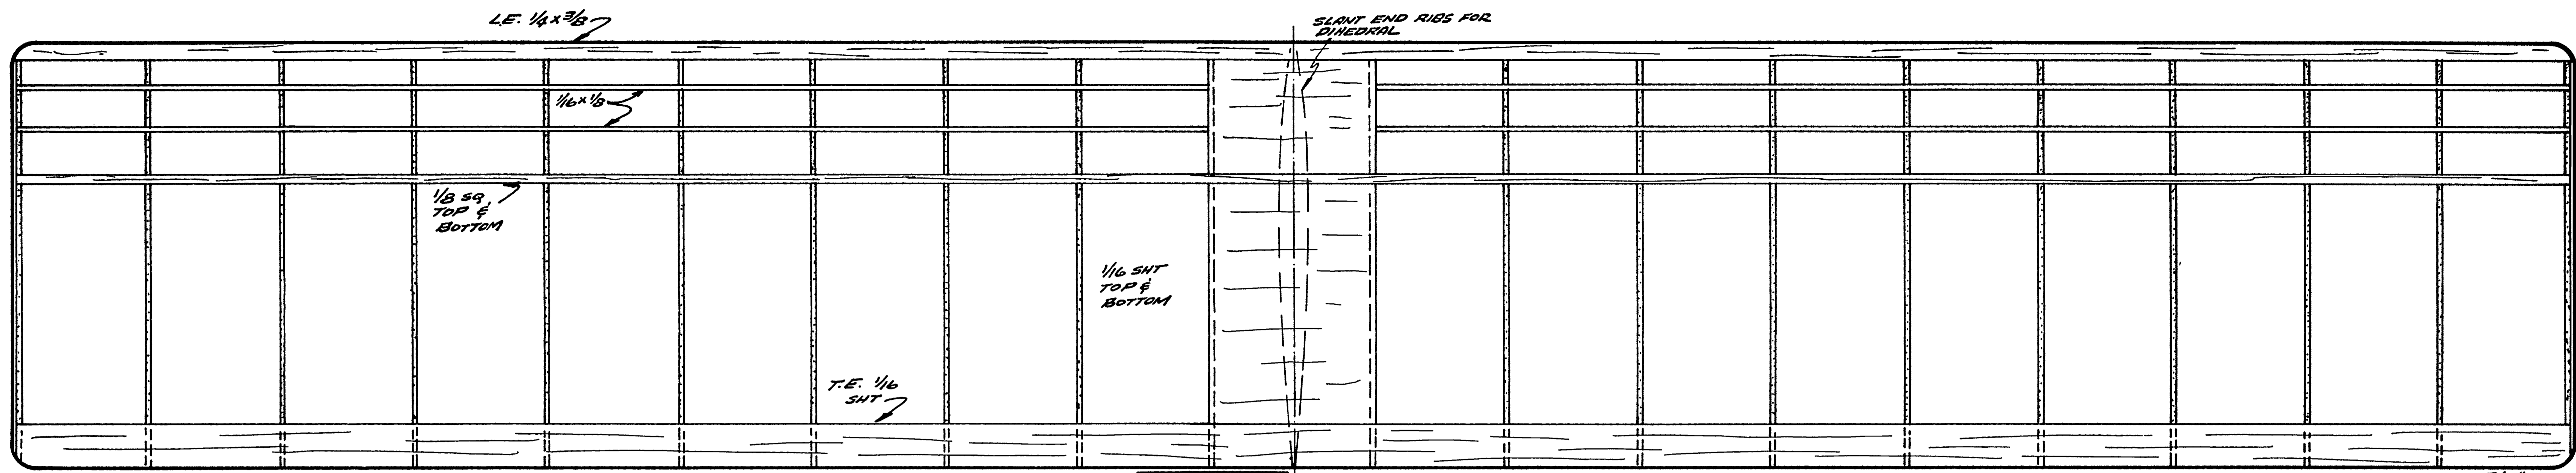 L.E. 1/4 x 3/8
SLANT END RIBS FOR
DIHEDRAL
1/16 x 1/8
1/8 SQ.
TOP &
BOTTOM
1/16 SHT
TOP &
BOTTOM
T.E. 1/16
SHT